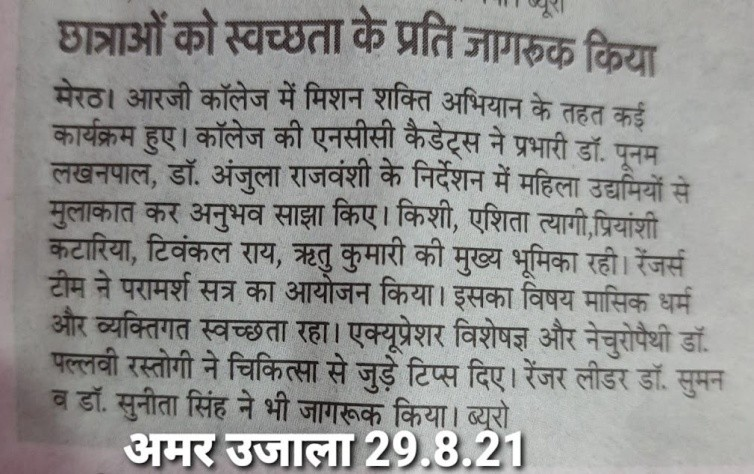 ब्यूरो
छात्राओं को स्वच्छता के प्रति जागरुक किया
मेरठ। आरजी कॉलेज में मिशन शक्ति अभियान के तहत कई
कार्यक्रम हुए। कॉलेज की एनसीसी कैडेट्स ने प्रभारी डॉ. पूनम
लखनपाल, डॉ. अंजुला राजवंशी के निर्देशन में महिला उद्यमियों से
मुलाकात कर अनुभव साझा किए। किशी, एशिता त्यागी,प्रियांशी
कटारिया, टिवंकल राय, ऋतु कुमारी की मुख्य भूमिका रही। रेंजर्स
टीम ने परामर्श सत्र का आयोजन किया। इसका विषय मासिक धर्म
और व्यक्तिगत स्वच्छता रहा। एक्यूप्रेशर विशेषज्ञ और नेचुरोपैथी डॉ.
पल्लवी रस्तोगी ने चिकित्सा से जुड़े टिप्स दिए। रेंजर लीडर डॉ. सुमन
व डॉ. सुनीता सिंह ने भी जागरूक किया। ब्यूरो
अमर उजाला 29.8.21